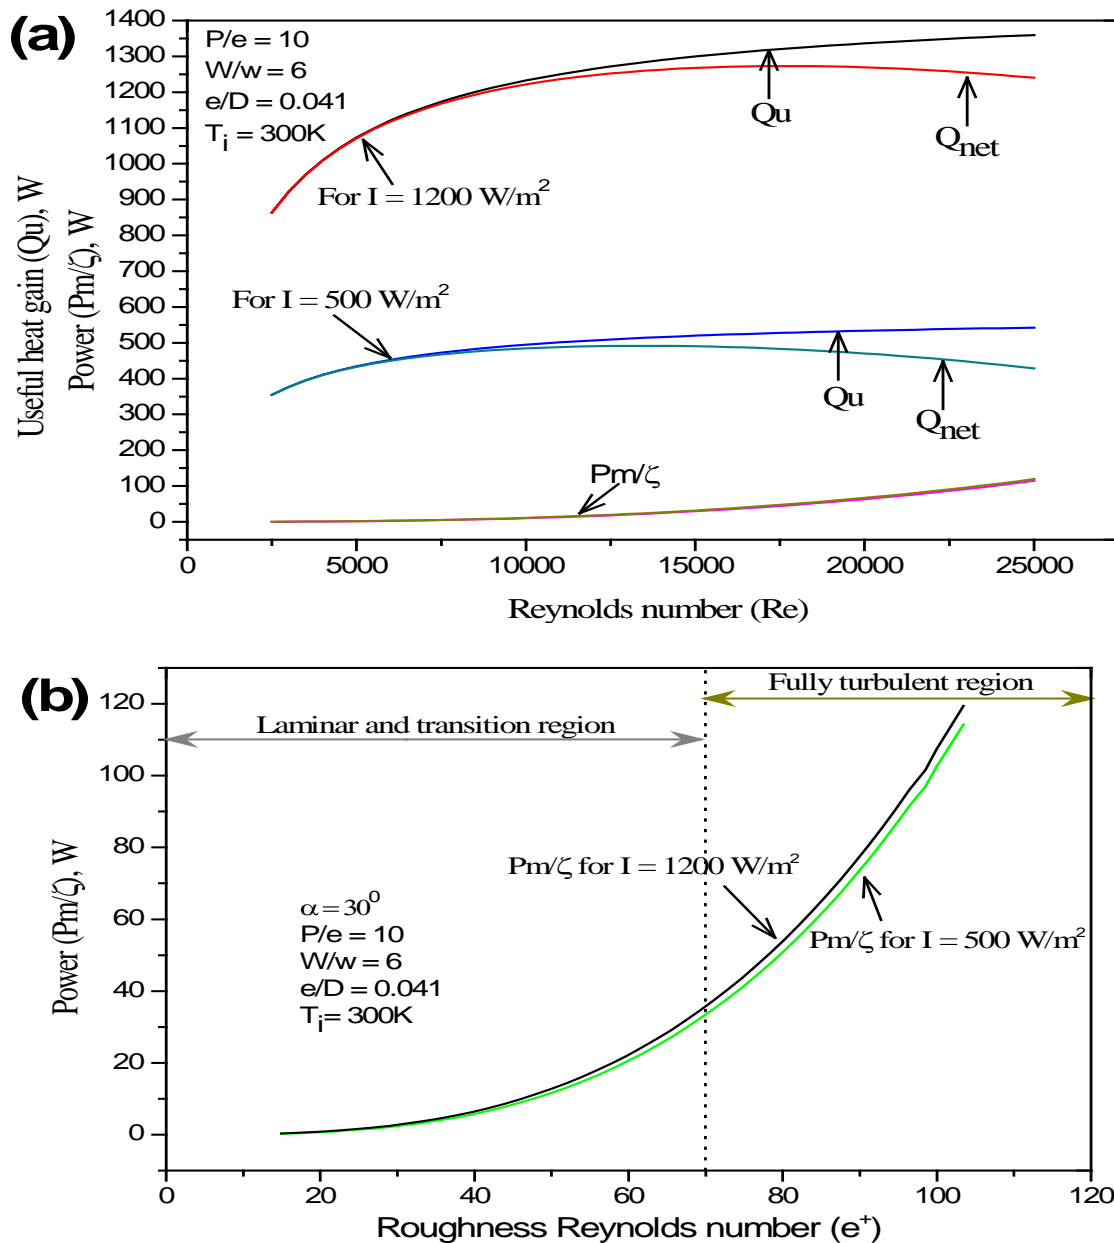 (a)
1400
1300
1200
1100
1000
900
800
700
600
500
400
300
200
100
0
Useful heat gain (Qu), W
Power (Pm/ζ), W
P/e = 10
W/w = 6
e/D = 0.041
Ti = 300K
Qu
Qnet
For I = 1200 W/m²
For I = 500 W/m²
Qu
Qnet
Pm/ζ
0 5000 10000 15000 20000 25000
Reynolds number (Re)
(b)
120
100
80
60
40
20
0
Power (Pm/ζ), W
Fully turbulent region
Laminar and transition region
Pm/ζ for I = 1200 W/m²
Pm/ζ for I = 500 W/m²
α = 30⁰
P/e = 10
W/w = 6
e/D = 0.041
Ti = 300K
0 20 40 60 80 100 120
Roughness Reynolds number (e⁺)